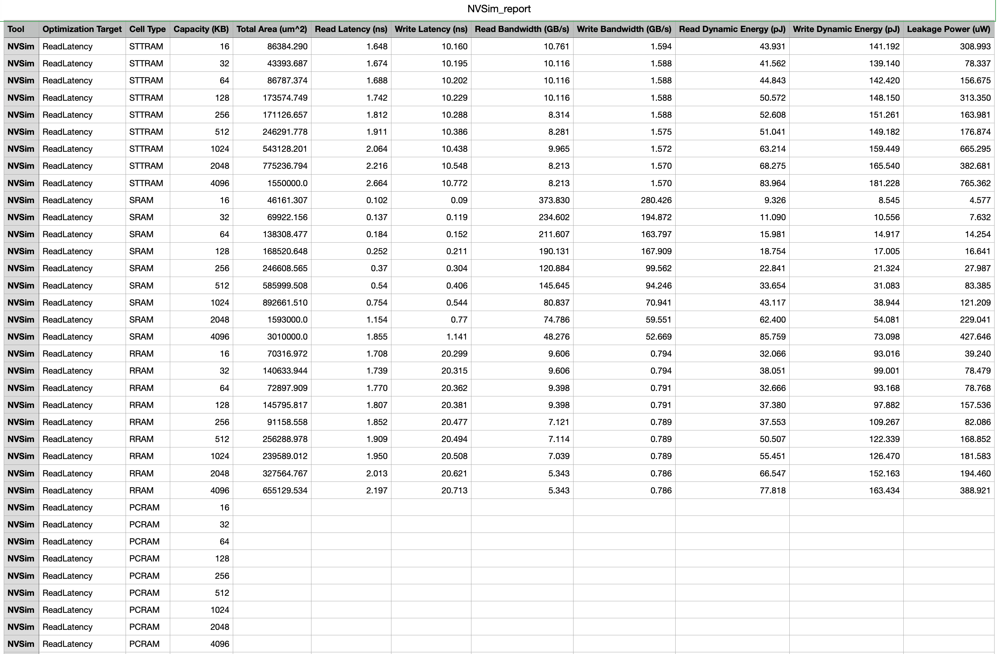 NVSim_report
Tool Optimization Target Cell Type Capacity (KB) Total Area (um^2) Read Latency (ns) Write Latency (ns) Read Bandwidth (GB/s) Write Bandwidth (GB/s) Read Dynamic Energy (pJ) Write Dynamic Energy (pJ) Leakage Power (uW)
NVSim ReadLatency STTRAM 16 86384.290 1.648 10.160 10.761 1.594 43.931 141.192 308.993
NVSim ReadLatency STTRAM 32 43393.687 1.674 10.195 10.116 1.588 41.562 139.140 78.337
NVSim ReadLatency STTRAM 64 86787.374 1.688 10.202 10.116 1.588 44.843 142.420 156.675
NVSim ReadLatency STTRAM 128 173574.749 1.742 10.229 10.116 1.588 50.572 148.150 313.350
NVSim ReadLatency STTRAM 256 171126.657 1.812 10.288 8.314 1.588 52.608 151.261 163.981
NVSim ReadLatency STTRAM 512 246291.778 1.911 10.386 8.281 1.575 51.041 149.182 176.874
NVSim ReadLatency STTRAM 1024 543128.201 2.064 10.438 9.965 1.572 63.214 159.449 665.295
NVSim ReadLatency STTRAM 2048 775236.794 2.216 10.548 8.213 1.570 68.275 165.540 382.681
NVSim ReadLatency STTRAM 4096 1550000.0 2.664 10.772 8.213 1.570 83.964 181.228 765.362
NVSim ReadLatency SRAM 16 46161.307 0.102 0.09 373.830 280.426 9.326 8.545 4.577
NVSim ReadLatency SRAM 32 69922.156 0.137 0.119 234.602 194.872 11.090 10.556 7.632
NVSim ReadLatency SRAM 64 138308.477 0.184 0.152 211.607 163.797 15.981 14.917 14.254
NVSim ReadLatency SRAM 128 168520.648 0.252 0.211 190.131 167.909 18.754 17.005 16.641
NVSim ReadLatency SRAM 256 246608.565 0.37 0.304 120.884 99.562 22.841 21.324 27.987
NVSim ReadLatency SRAM 512 585999.508 0.54 0.406 145.645 94.246 33.654 31.083 83.385
NVSim ReadLatency SRAM 1024 892661.510 0.754 0.544 80.837 70.941 43.117 38.944 121.209
NVSim ReadLatency SRAM 2048 1593000.0 1.154 0.77 74.786 59.551 62.400 54.081 229.041
NVSim ReadLatency SRAM 4096 3010000.0 1.855 1.141 48.276 52.669 85.759 73.098 427.646
NVSim ReadLatency RRAM 16 70316.972 1.708 20.299 9.606 0.794 32.066 93.016 39.240
NVSim ReadLatency RRAM 32 140633.944 1.739 20.315 9.606 0.794 38.051 99.001 78.479
NVSim ReadLatency RRAM 64 72897.909 1.770 20.362 9.398 0.791 32.666 93.168 78.768
NVSim ReadLatency RRAM 128 145795.817 1.807 20.381 9.398 0.791 37.380 97.882 157.536
NVSim ReadLatency RRAM 256 91158.558 1.852 20.477 7.121 0.789 37.553 109.267 82.086
NVSim ReadLatency RRAM 512 256288.978 1.909 20.494 7.114 0.789 50.507 122.339 168.852
NVSim ReadLatency RRAM 1024 239589.012 1.950 20.508 7.039 0.789 55.451 126.470 181.583
NVSim ReadLatency RRAM 2048 327564.767 2.013 20.621 5.343 0.786 66.547 152.163 194.460
NVSim ReadLatency RRAM 4096 655129.534 2.197 20.713 5.343 0.786 77.818 163.434 388.921
NVSim ReadLatency PCRAM 16
NVSim ReadLatency PCRAM 32
NVSim ReadLatency PCRAM 64
NVSim ReadLatency PCRAM 128
NVSim ReadLatency PCRAM 256
NVSim ReadLatency PCRAM 512
NVSim ReadLatency PCRAM 1024
NVSim ReadLatency PCRAM 2048
NVSim ReadLatency PCRAM 4096